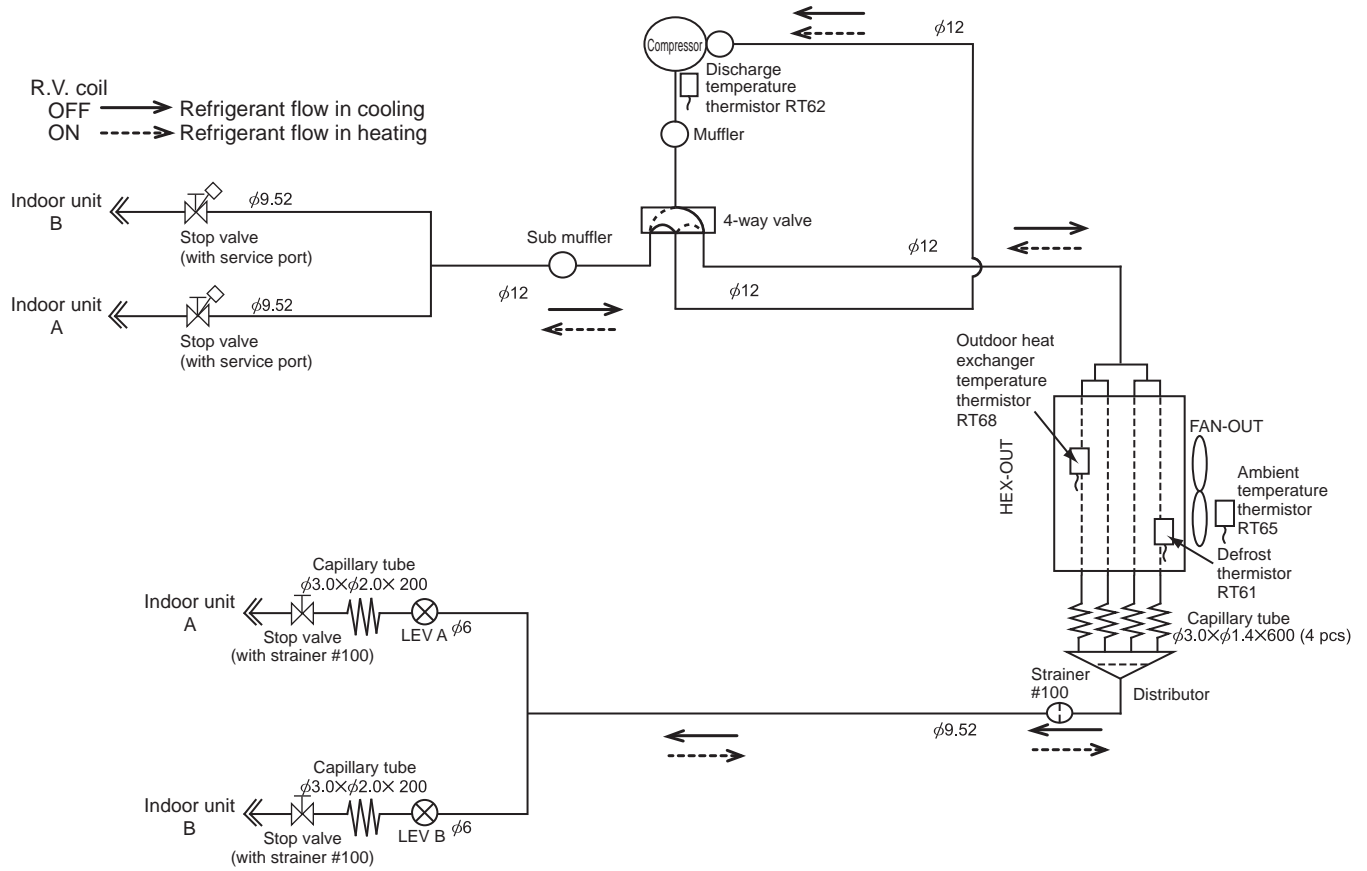 Compressor
φ12
Discharge
temperature
thermistor RT62
R.V. coil
OFF Refrigerant flow in cooling
ON Refrigerant flow in heating
Muffler
Indoor unit
B
φ9.52
Stop valve
(with service port)
4-way valve
Sub muffler
φ12
φ12
φ12
Indoor unit
A
φ9.52
Stop valve
(with service port)
Outdoor heat
exchanger
temperature
thermistor
RT68
HEX-OUT
FAN-OUT
Ambient
temperature
thermistor
RT65
Defrost
thermistor
RT61
Capillary tube
φ3.0×φ1.4×600 (4 pcs)
Capillary tube
φ3.0×φ2.0× 200
Indoor unit
A
Stop valve
(with strainer #100)
LEV A
φ6
Strainer
#100
Distributor
φ9.52
Capillary tube
φ3.0×φ2.0× 200
Indoor unit
B
Stop valve
(with strainer #100)
LEV B
φ6